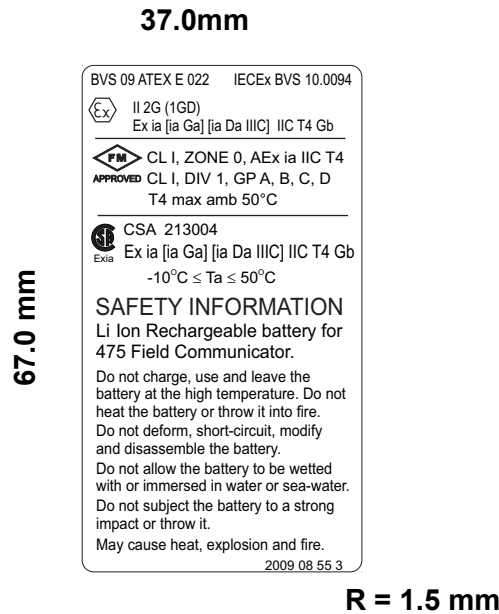 37.0mm
BVS 09 ATEX E 022 IECEx BVS 10.0094
Ex II 2G (1GD)
Ex ia [ia Ga] [ia Da IIIC] IIC T4 Gb
FM CL I, ZONE 0, AEx ia IIC T4
APPROVED CL I, DIV 1, GP A, B, C, D
T4 max amb 50°C
CSA 213004
Exia Ex ia [ia Ga] [ia Da IIIC] IIC T4 Gb
-10°C ≤ Ta ≤ 50°C
67.0 mm
SAFETY INFORMATION
Li Ion Rechargeable battery for
475 Field Communicator.
Do not charge, use and leave the
battery at the high temperature. Do not
heat the battery or throw it into fire.
Do not deform, short-circuit, modify
and disassemble the battery.
Do not allow the battery to be wetted
with or immersed in water or sea-water.
Do not subject the battery to a strong
impact or throw it.
May cause heat, explosion and fire.
2009 08 55 3
R = 1.5 mm